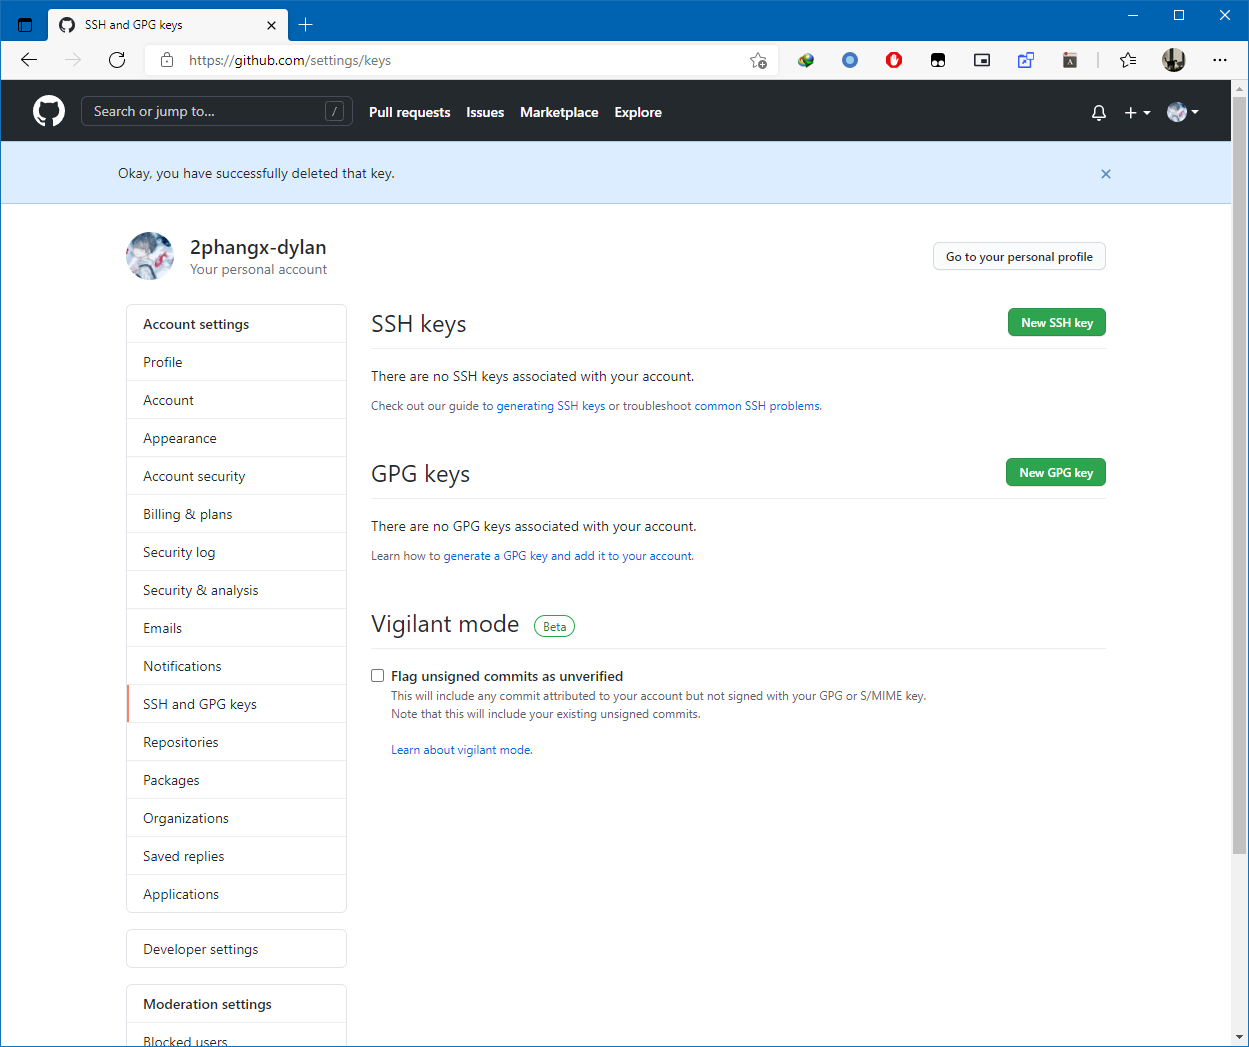 SSH and GPG keys
https://github.com/settings/keys
Search or jump to...
/
Pull requests
Issues
Marketplace
Explore
Okay, you have successfully deleted that key.
2phangx-dylan
Your personal account
Go to your personal profile
Account settings
Profile
Account
Appearance
Account security
Billing & plans
Security log
Security & analysis
Emails
Notifications
SSH and GPG keys
Repositories
Packages
Organizations
Saved replies
Applications
Developer settings
Moderation settings
Blocked users
SSH keys
New SSH key
There are no SSH keys associated with your account.
Check out our guide to generating SSH keys or troubleshoot common SSH problems.
GPG keys
New GPG key
There are no GPG keys associated with your account.
Learn how to generate a GPG key and add it to your account.
Vigilant mode Beta
Flag unsigned commits as unverified
This will include any commit attributed to your account but not signed with your GPG or S/MIME key.
Note that this will include your existing unsigned commits.
Learn about vigilant mode.